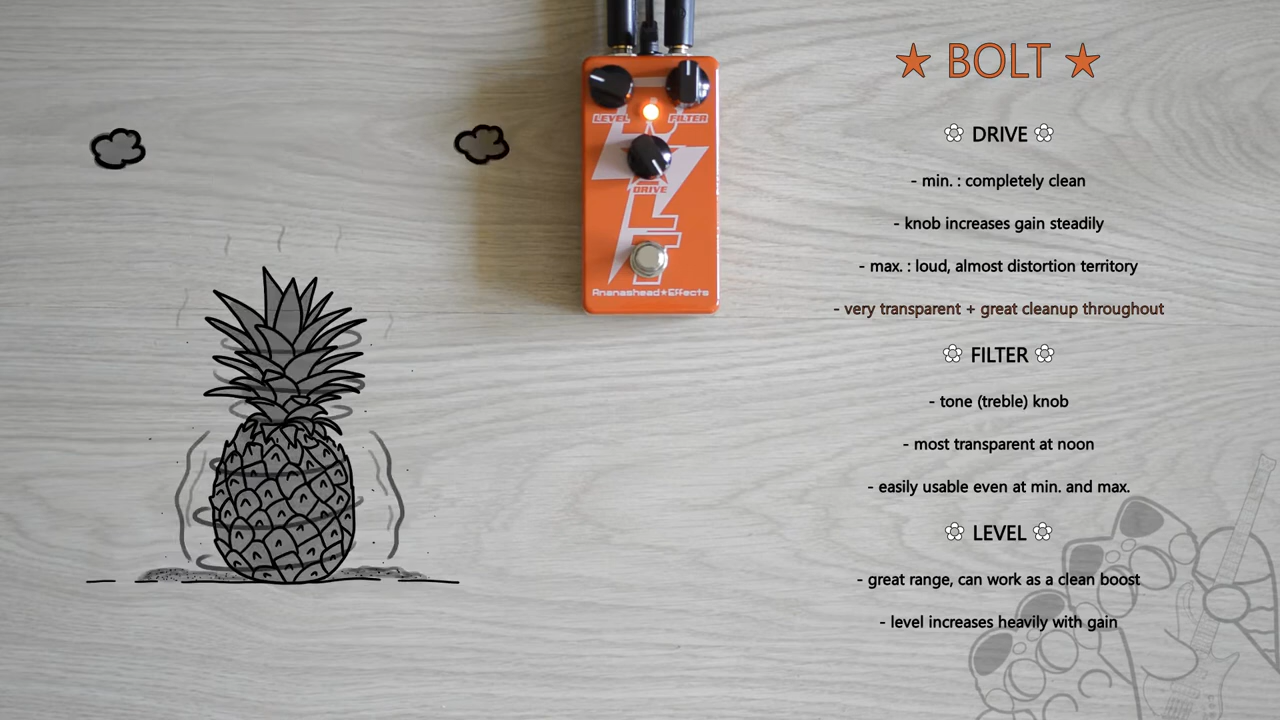 LEVEL FILTER
DRIVE
Ananashead★Effects
★ BOLT ★
DRIVE
- min. : completely clean
- knob increases gain steadily
- max. : loud, almost distortion territory
- very transparent + great cleanup throughout
FILTER
- tone (treble) knob
- most transparent at noon
- easily usable even at min. and max.
LEVEL
- great range, can work as a clean boost
- level increases heavily with gain